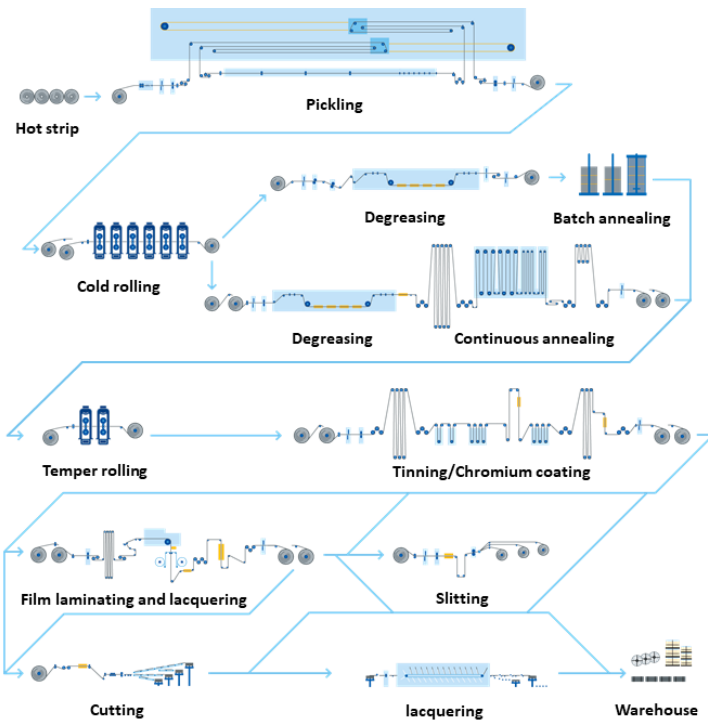 Pickling
Hot strip
Degreasing
Batch annealing
Cold rolling
Degreasing
Continuous annealing
Temper rolling
Tinning/Chromium coating
Film laminating and lacquering
Slitting
Cutting
lacquering
Warehouse